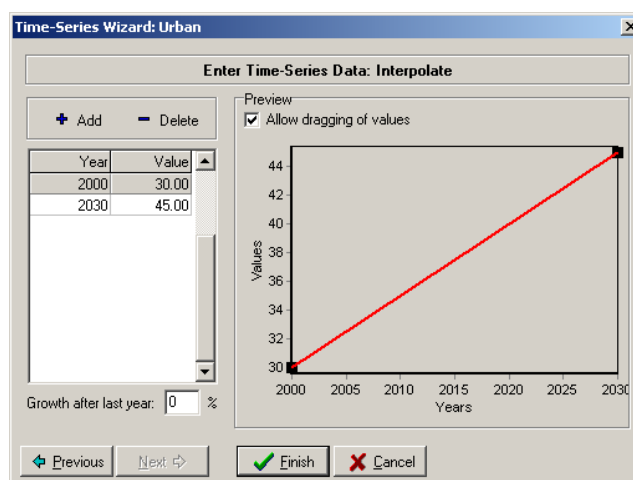 Time-Series Wizard: Urban
Enter Time-Series Data: Interpolate
Add
Delete
Year Value
2000 30.00
2030 45.00
Growth after last year: 0 %
Preview
Allow dragging of values
44
42
40
38
36
34
32
30
Values
2000 2005 2010 2015 2020 2025 2030
Years
Previous Next Finish Cancel